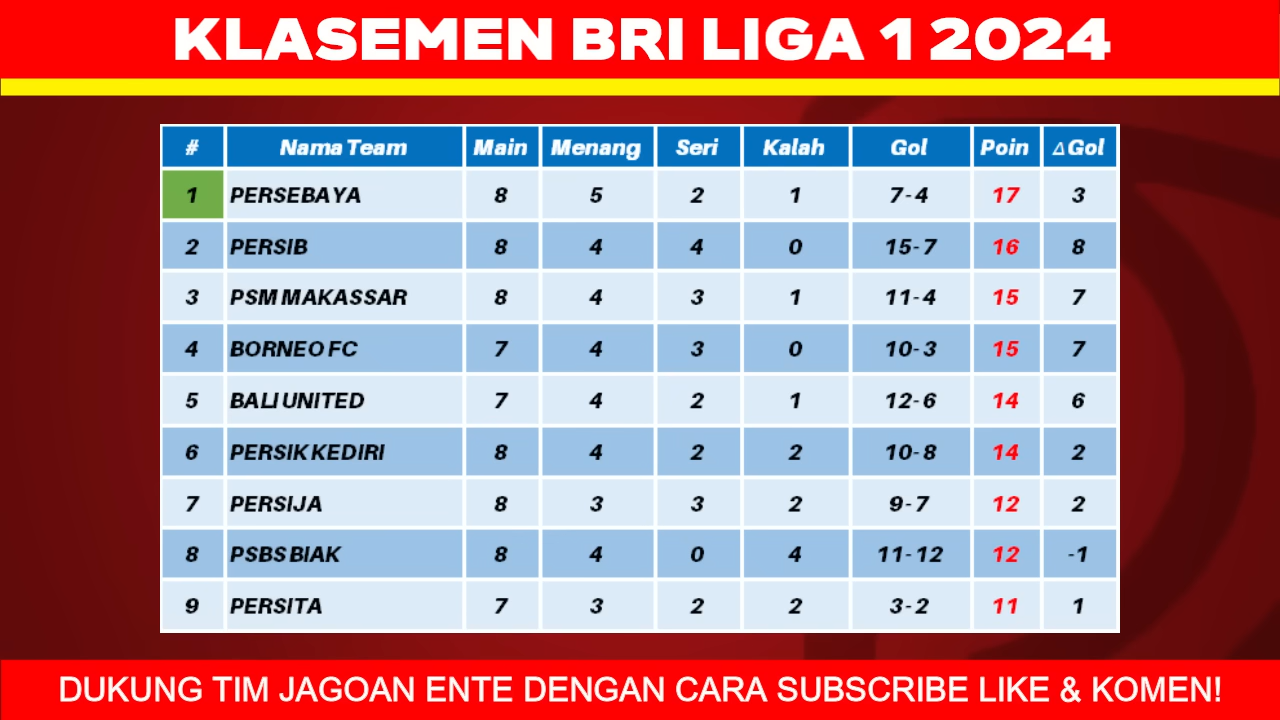 KLASEMEN BRI LIGA 1 2024
# Nama Team Main Menang Seri Kalah Gol Poin △Gol
1 PERSEBAYA 8 5 2 1 7-4 17 3
2 PERSIB 8 4 4 0 15-7 16 8
3 PSM MAKASSAR 8 4 3 1 11-4 15 7
4 BORNEO FC 7 4 3 0 10-3 15 7
5 BALI UNITED 7 4 2 1 12-6 14 6
6 PERSIK KEDIRI 8 4 2 2 10-8 14 2
7 PERSIJA 8 3 3 2 9-7 12 2
8 PSBS BIAK 8 4 0 4 11-12 12 -1
9 PERSITA 7 3 2 2 3-2 11 1
DUKUNG TIM JAGOAN ENTE DENGAN CARA SUBSCRIBE LIKE & KOMEN!